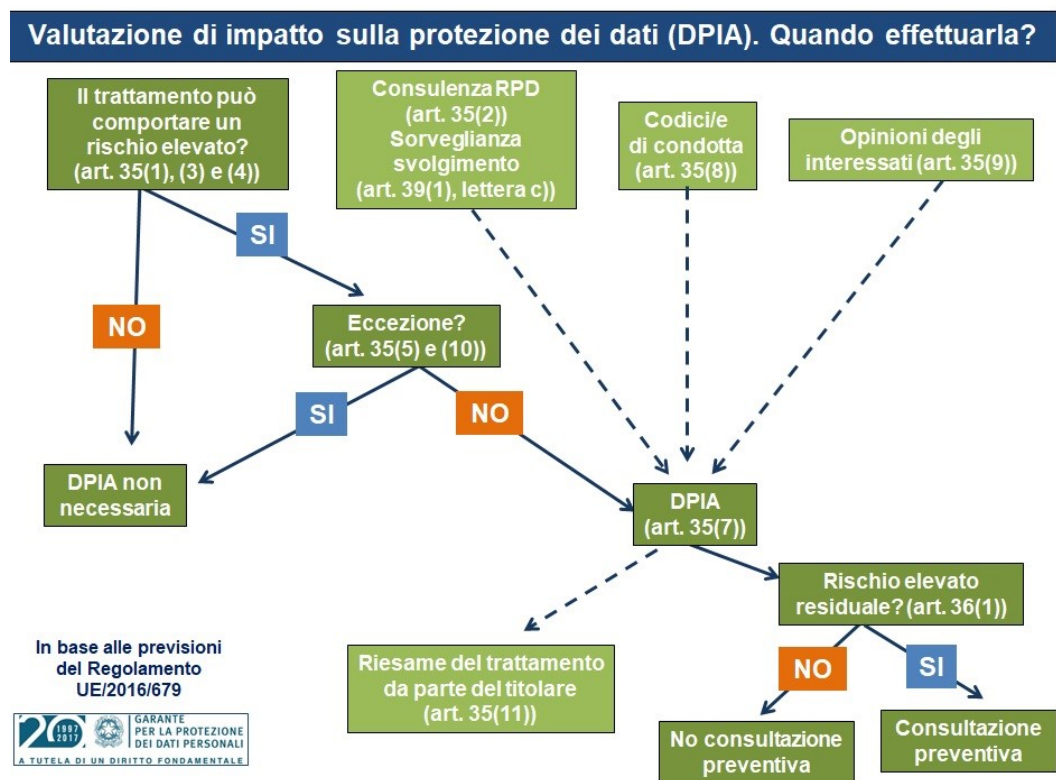 Valutazione di impatto sulla protezione dei dati (DPIA). Quando effettuarla?
Il trattamento può
comportare un
rischio elevato?
(art. 35(1), (3) e (4))
Consulenza RPD
(art. 35(2))
Sorveglianza
svolgimento
(art. 39(1), lettera c))
Codici/e
di condotta
(art. 35(8))
Opinioni degli
interessati (art. 35(9))
SI
NO
Eccezione?
(art. 35(5) e (10))
SI
NO
DPIA non
necessaria
DPIA
(art. 35(7))
Rischio elevato
residuale? (art. 36(1))
Riesame del trattamento
da parte del titolare
(art. 35(11))
NO
SI
No consultazione
preventiva
Consultazione
preventiva
In base alle previsioni
del Regolamento
UE/2016/679
20
1997
2017
GARANTE
PER LA PROTEZIONE
DEI DATI PERSONALI
A TUTELA DI UN DIRITTO FONDAMENTALE